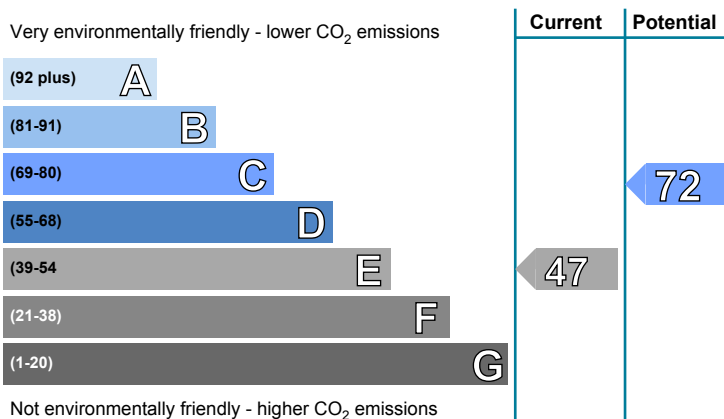 Current Potential
Very environmentally friendly - lower CO2 emissions
(92 plus) A
(81-91) B
(69-80) C
72
(55-68) D
(39-54 E
47
(21-38) F
(1-20) G
Not environmentally friendly - higher CO2 emissions